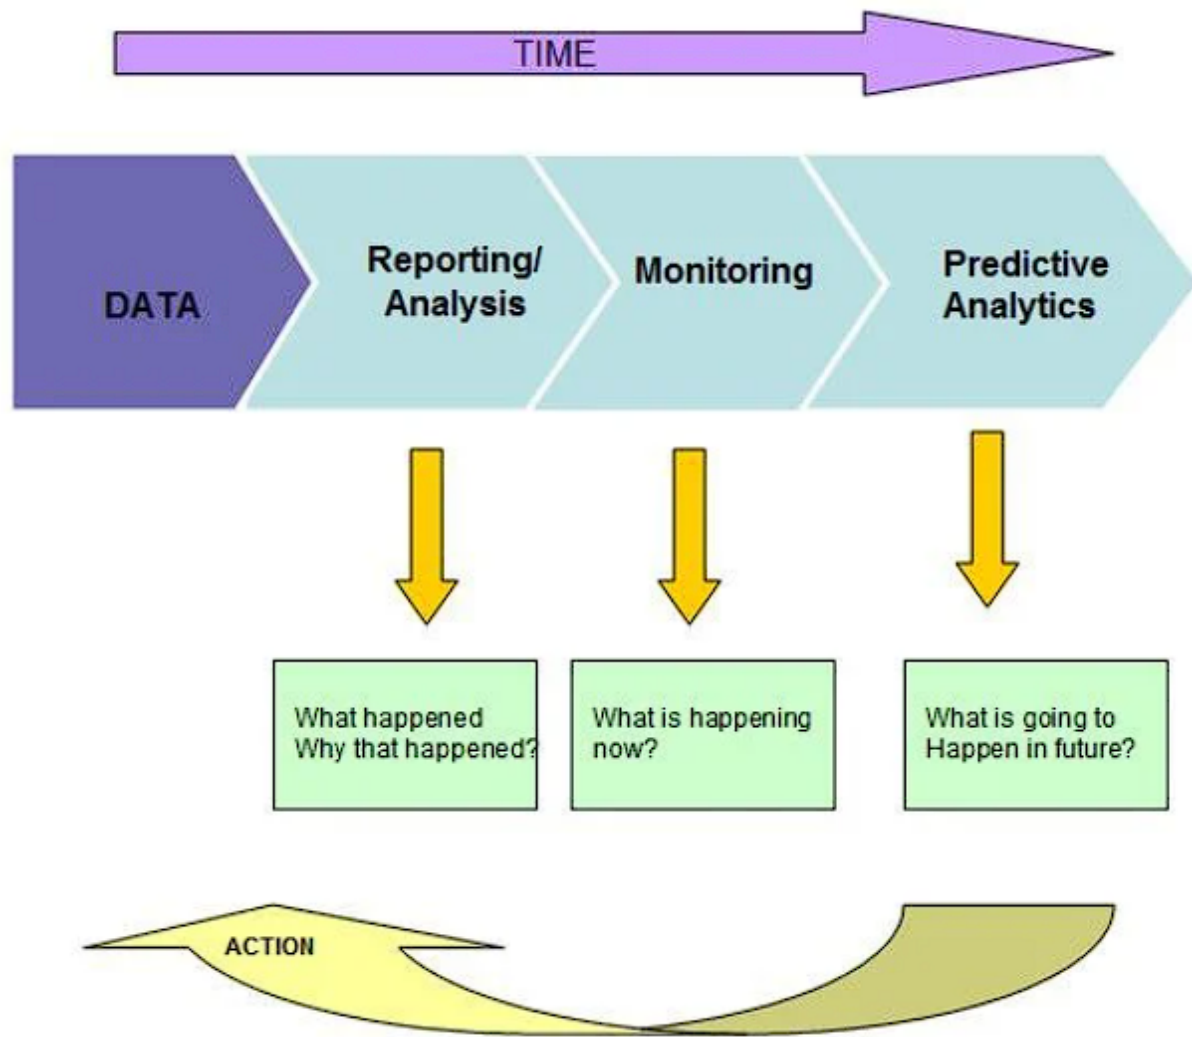 TIME
DATA
Reporting/
Analysis
Monitoring
Predictive
Analytics
What happened
Why that happened?
What is happening
now?
What is going to
Happen in future?
ACTION